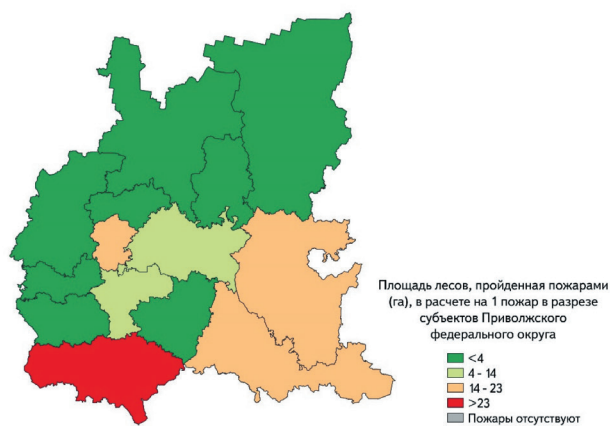 Площадь лесов, пройденная пожарами
(га), в расчете на 1 пожар в разрезе
субъектов Приволжского
федерального округа
<4
4 - 14
14 - 23
>23
Пожары отсутствуют